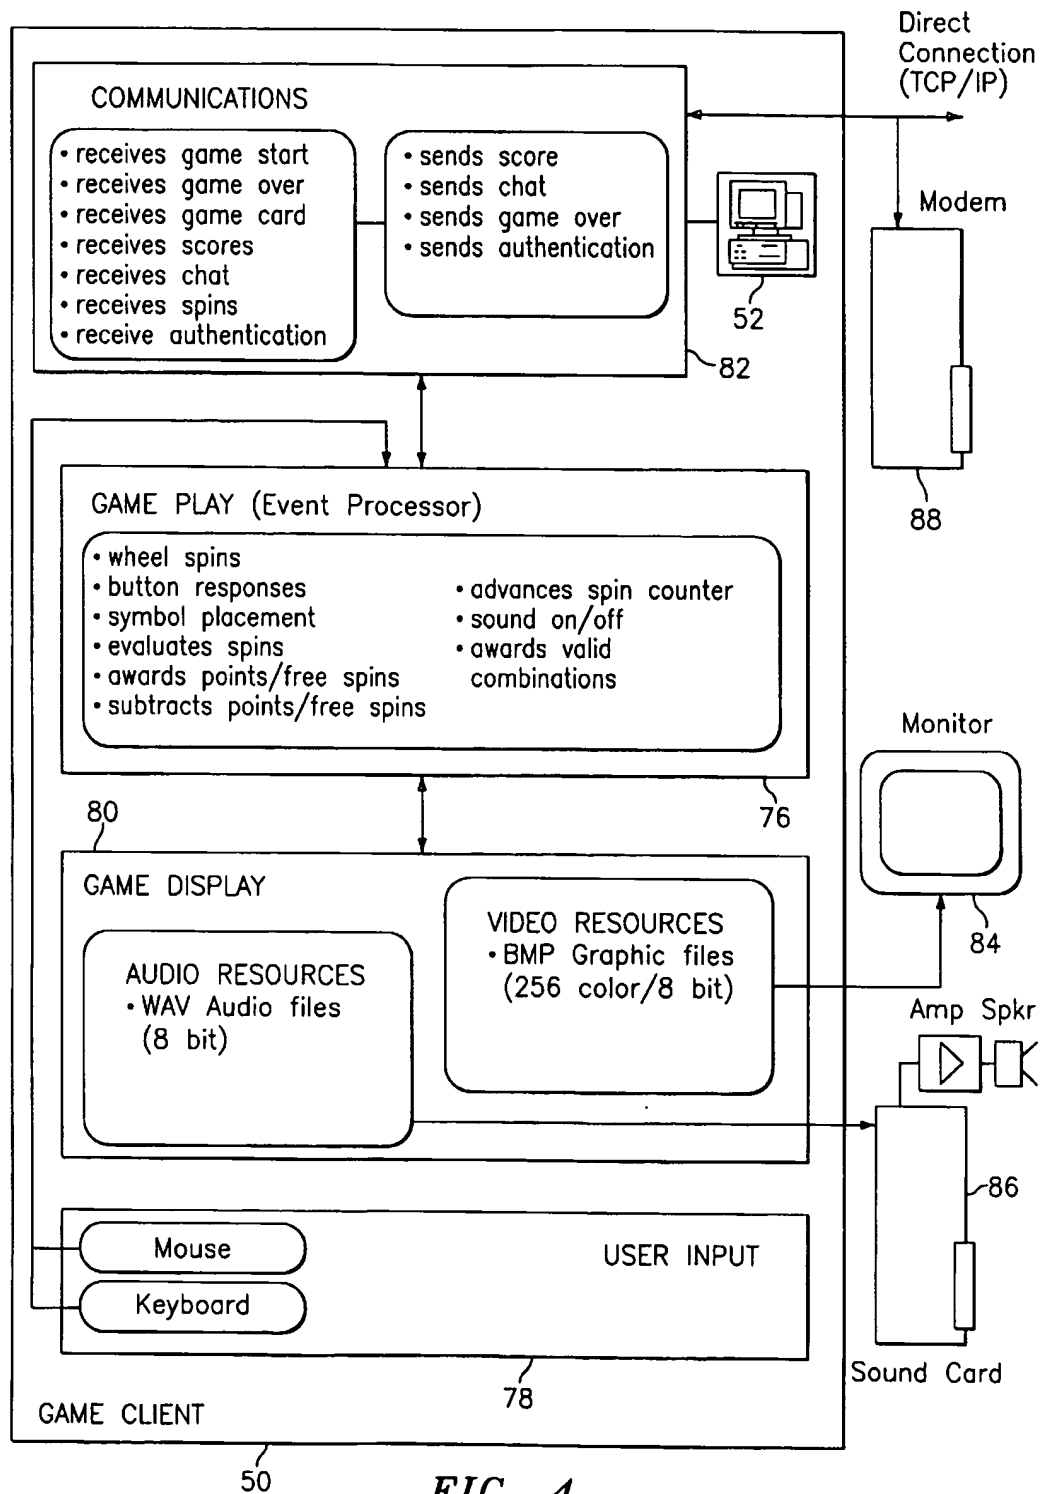 Direct
Connection
(TCP/IP)
COMMUNICATIONS
• receives game start
• receives game over
• receives game card
• receives scores
• receives chat
• receives spins
• receive authentication
• sends score
• sends chat
• sends game over
• sends authentication
52
82
Modem
88
GAME PLAY (Event Processor)
• wheel spins
• button responses
• symbol placement
• evaluates spins
• awards points/free spins
• subtracts points/free spins
• advances spin counter
• sound on/off
• awards valid
combinations
76
Monitor
84
80
GAME DISPLAY
AUDIO RESOURCES
• WAV Audio files
(8 bit)
VIDEO RESOURCES
• BMP Graphic files
(256 color/8 bit)
Amp Spkr
86
Sound Card
Mouse
Keyboard
USER INPUT
78
GAME CLIENT
50
FIG. 4